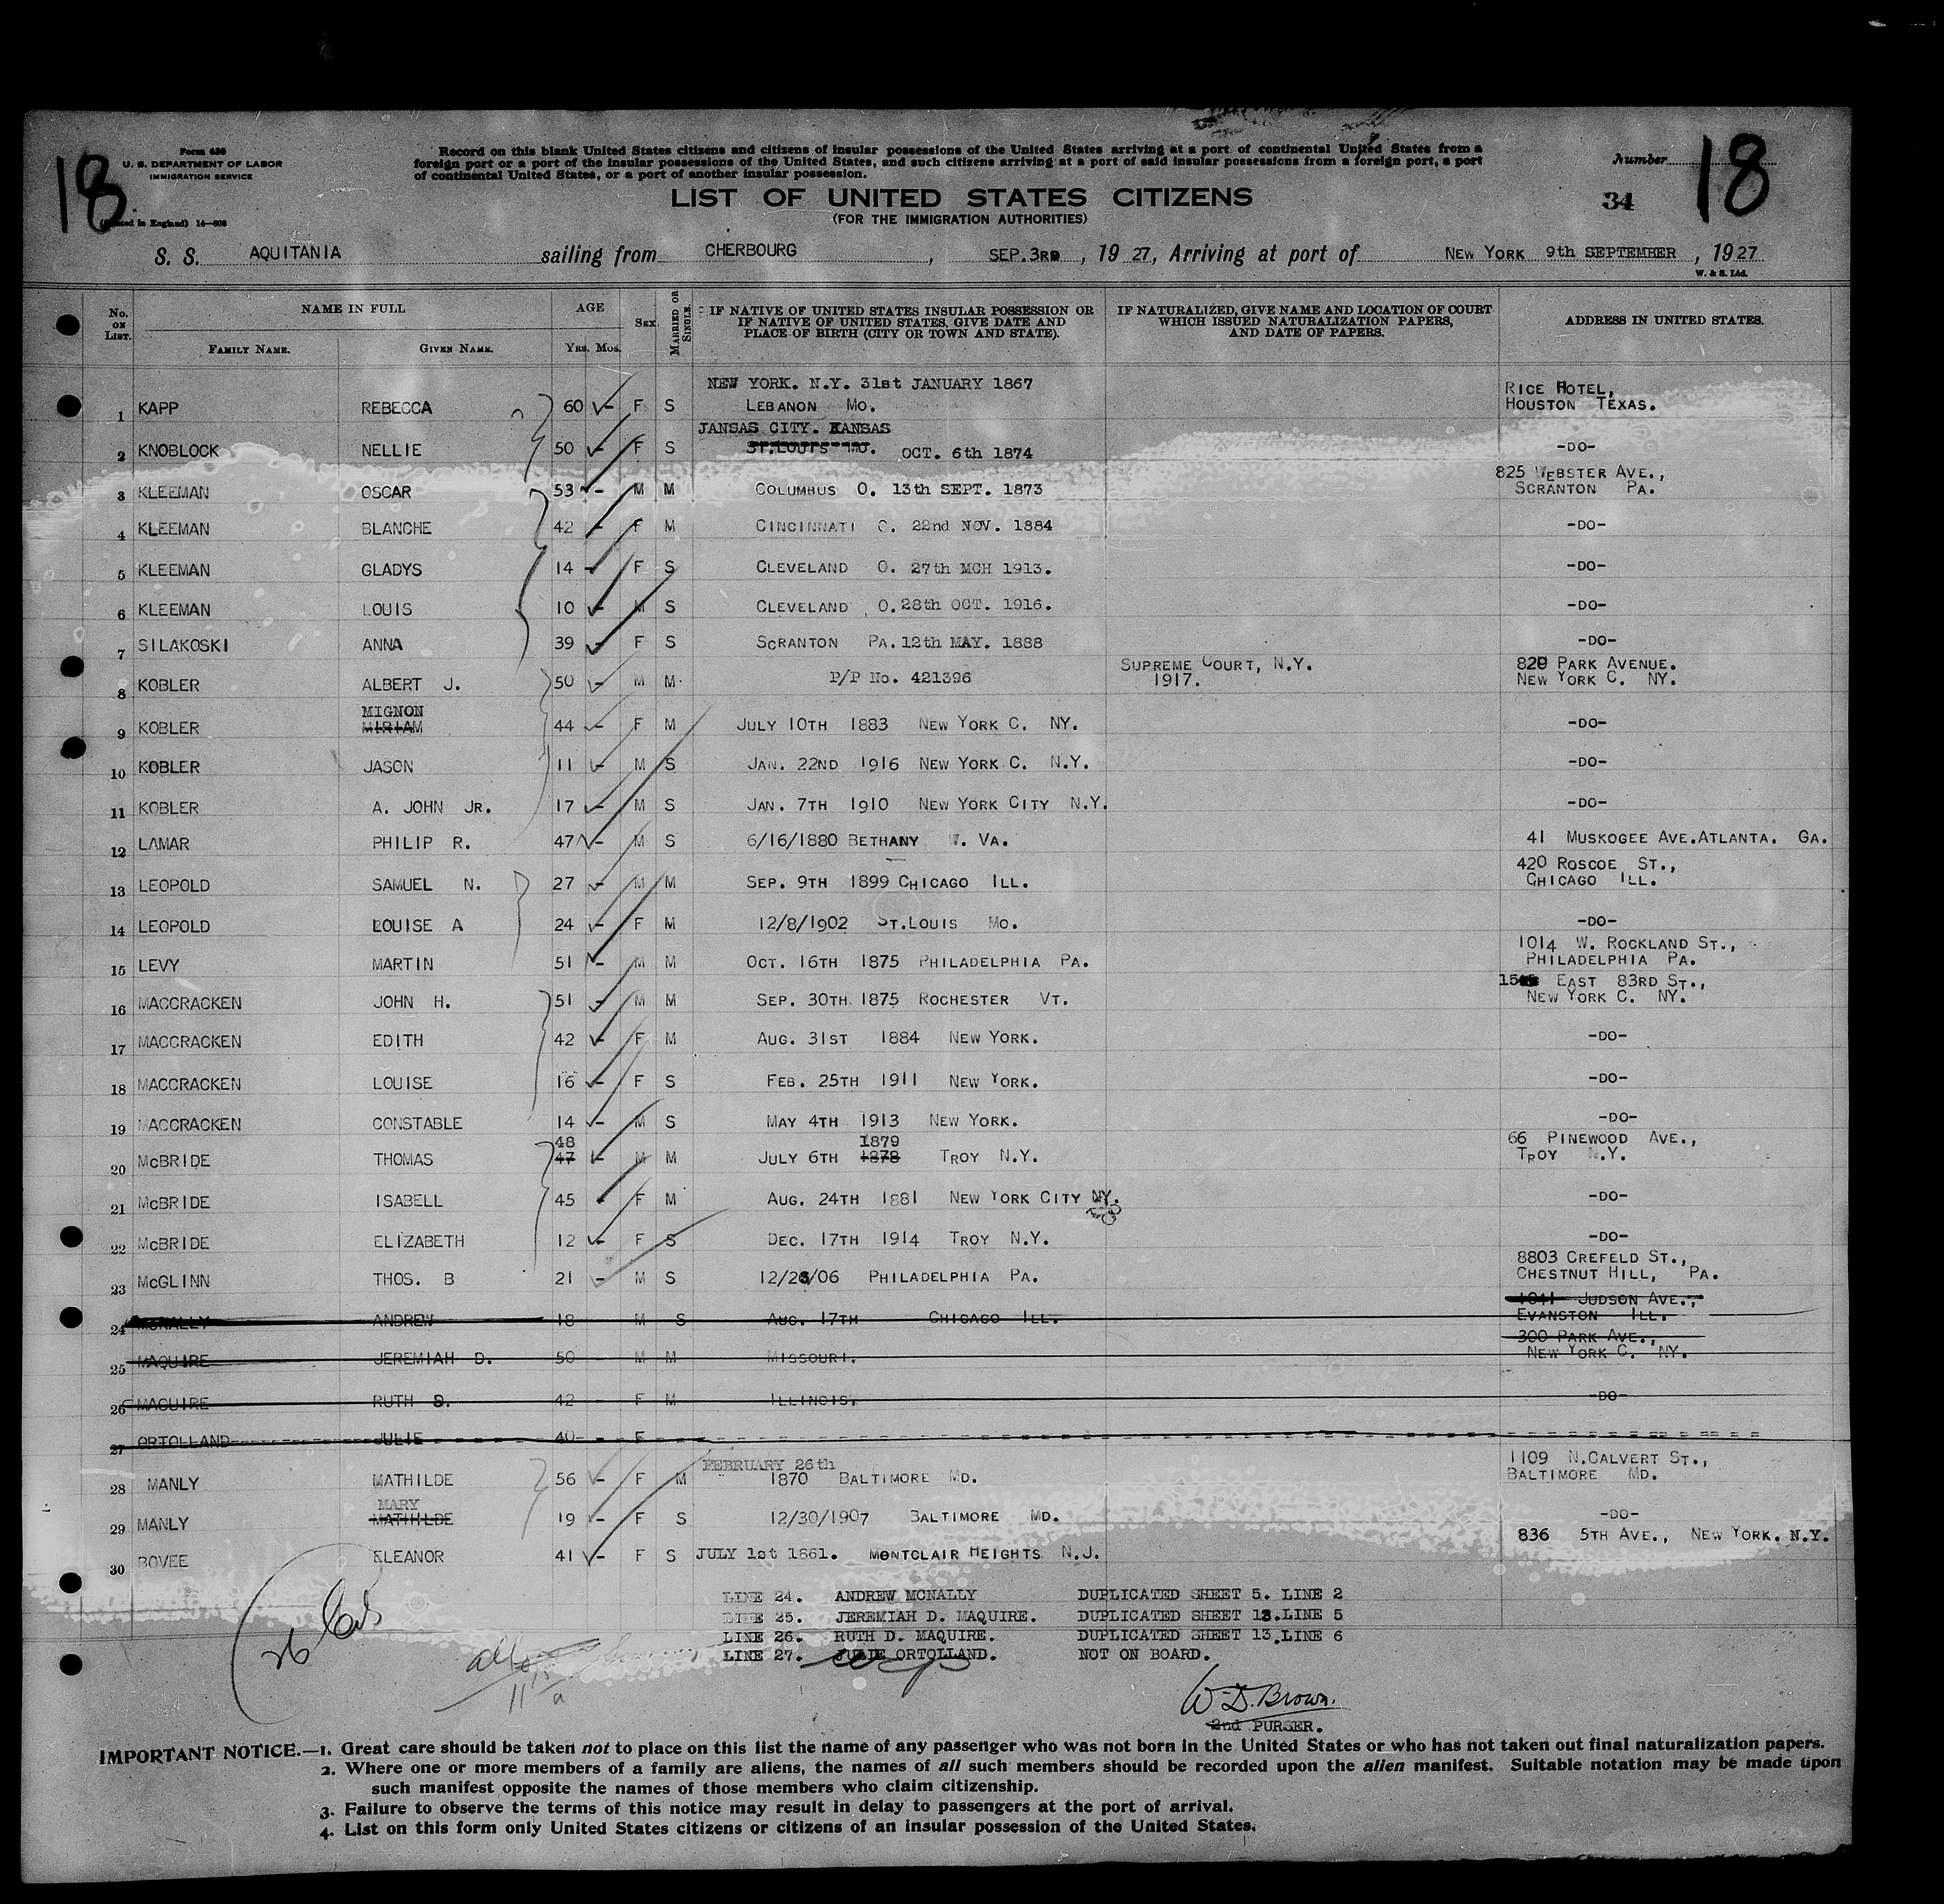 18
Form 630
U. S. DEPARTMENT OF LABOR
IMMIGRATION SERVICE
(Printed in England) 14—608
Record on this blank United States citizens and citizens of insular possessions of the United States arriving at a port of continental United States from a
foreign port or a port of the insular possessions of the United States, and such citizens arriving at a port of said insular possessions from a foreign port, a port
of continental United States, or a port of another insular possession.
LIST OF UNITED STATES CITIZENS
(FOR THE IMMIGRATION AUTHORITIES)
Number 18
34
S. S. AQUITANIA sailing from CHERBOURG, SEP. 3RD, 1927, Arriving at port of NEW YORK 9th SEPTEMBER, 1927
W. & S. Ltd.
No. ON LIST. NAME IN FULL FAMILY NAME. GIVEN NAME. AGE YRS. MOS. SEX. MARRIED OR SINGLE. IF NATIVE OF UNITED STATES INSULAR POSSESSION OR IF NATIVE OF UNITED STATES, GIVE DATE AND PLACE OF BIRTH (CITY OR TOWN AND STATE). IF NATURALIZED, GIVE NAME AND LOCATION OF COURT WHICH ISSUED NATURALIZATION PAPERS, AND DATE OF PAPERS. ADDRESS IN UNITED STATES.
NEW YORK. N.Y. 31st JANUARY 1867 RICE HOTEL,
1 KAPP REBECCA 60 - F S LEBANON MO. HOUSTON TEXAS.
JANSAS CITY. KANSAS
2 KNOBLOCK NELLIE 50 - F S ST.LOUIS MO. OCT. 6th 1874 -DO-
825 WEBSTER AVE.,
3 KLEEMAN OSCAR 53 - M M COLUMBUS O. 13th SEPT. 1873 SCRANTON PA.
4 KLEEMAN BLANCHE 42 - F M CINCINNATI O. 22nd NOV. 1884 -DO-
5 KLEEMAN GLADYS 14 - F S CLEVELAND O. 27th MCH 1913. -DO-
6 KLEEMAN LOUIS 10 - M S CLEVELAND O. 28th OCT. 1916. -DO-
7 SILAKOSKI ANNA 39 - F S SCRANTON PA. 12th MAY. 1888 -DO-
SUPREME COURT, N.Y. 820 PARK AVENUE.
8 KOBLER ALBERT J. 50 - M M P/P No. 421396 1917. NEW YORK C. NY.
MIGNON
9 KOBLER MIRIAM 44 - F M JULY 10TH 1883 NEW YORK C. NY. -DO-
10 KOBLER JASON 11 - M S JAN. 22ND 1916 NEW YORK C. N.Y. -DO-
11 KOBLER A. JOHN JR. 17 - M S JAN. 7TH 1910 NEW YORK CITY N.Y. -DO-
12 LAMAR PHILIP R. 47 - M S 6/16/1880 BETHANY W. VA. 41 MUSKOGEE AVE.ATLANTA. GA.
420 ROSCOE ST.,
13 LEOPOLD SAMUEL N. 27 - M M SEP. 9TH 1899 CHICAGO ILL. CHICAGO ILL.
14 LEOPOLD LOUISE A 24 - F M 12/8/1902 ST.LOUIS MO. -DO-
1014 W. ROCKLAND ST.,
15 LEVY MARTIN 51 - M M OCT. 16TH 1875 PHILADELPHIA PA. PHILADELPHIA PA.
EAST 83RD ST.,
16 MACCRACKEN JOHN H. 51 - M M SEP. 30TH 1875 ROCHESTER VT. NEW YORK C. NY.
17 MACCRACKEN EDITH 42 - F M AUG. 31ST 1884 NEW YORK. -DO-
18 MACCRACKEN LOUISE 16 - F S FEB. 25TH 1911 NEW YORK. -DO-
19 MACCRACKEN CONSTABLE 14 - M S MAY 4TH 1913 NEW YORK. -DO-
48 1879 66 PINEWOOD AVE.,
20 McBRIDE THOMAS 47 - M M JULY 6TH 1878 TROY N.Y. TROY N.Y.
21 McBRIDE ISABELL 45 - F M AUG. 24TH 1881 NEW YORK CITY NY. -DO-
22 McBRIDE ELIZABETH 12 - F S DEC. 17TH 1914 TROY N.Y. -DO-
8803 CREFELD ST.,
23 McGLINN THOS. B 21 - M S 12/26/06 PHILADELPHIA PA. CHESTNUT HILL, PA.
1041 JUDSON AVE.,
24 McNALLY ANDREW 18 M S AUG. 17TH CHICAGO ILL. EVANSTON ILL.
300 PARK AVE.,
25 MAQUIRE JEREMIAH D. 50 - M M MISSOURI. NEW YORK C. NY.
26 MAGUIRE RUTH D. 42 - F M ILLINOIS. -DO-
27 ORTOLLAND JULIE 40 - F
FEBRUARY 26th 1109 N.CALVERT ST.,
28 MANLY MATHILDE 56 - F M 1870 BALTIMORE MD. BALTIMORE MD.
MARY
29 MANLY MATHILDE 19 - F S 12/30/1907 BALTIMORE MD. -DO-
30 BOVEE ELEANOR 41 - F S JULY 1st 1861. MONTCLAIR HEIGHTS N.J. 836 5TH AVE., NEW YORK. N.Y.
LINE 24. ANDREW MCNALLY DUPLICATED SHEET 5. LINE 2
LINE 25. JEREMIAH D. MAQUIRE. DUPLICATED SHEET 13.LINE 5
LINE 26. RUTH D. MAQUIRE. DUPLICATED SHEET 13.LINE 6
LINE 27. JULIE ORTOLLAND. NOT ON BOARD.
W. D. Brown.
2nd PURSER.
IMPORTANT NOTICE.—1. Great care should be taken not to place on this list the name of any passenger who was not born in the United States or who has not taken out final naturalization papers.
2. Where one or more members of a family are aliens, the names of all such members should be recorded upon the alien manifest. Suitable notation may be made upon
such manifest opposite the names of those members who claim citizenship.
3. Failure to observe the terms of this notice may result in delay to passengers at the port of arrival.
4. List on this form only United States citizens or citizens of an insular possession of the United States.